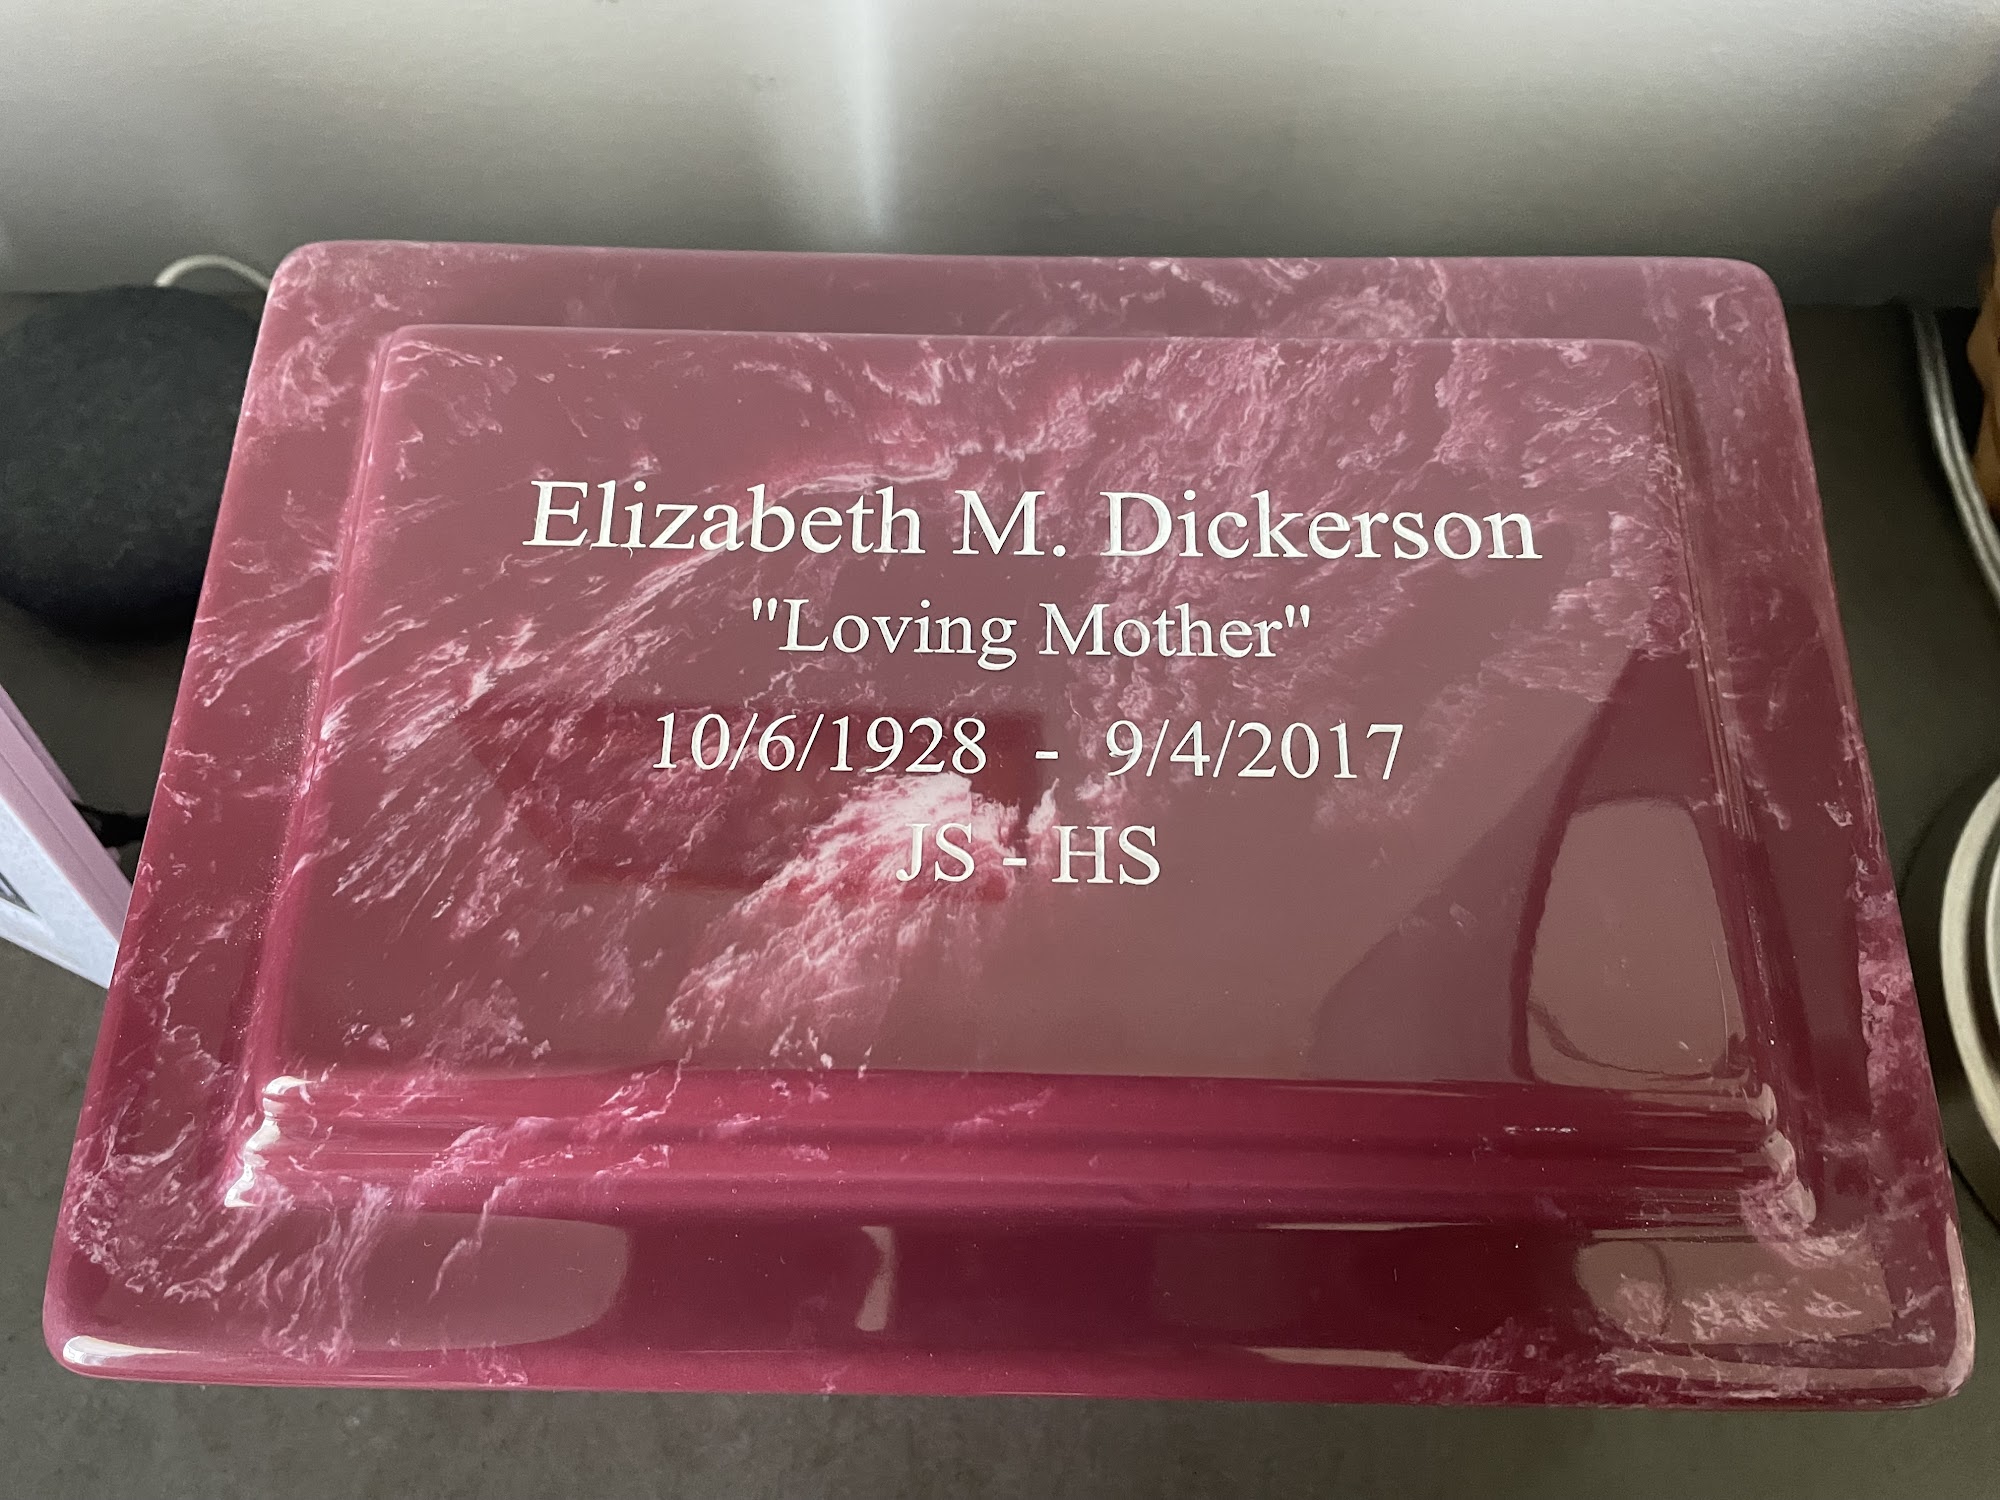 Elizabeth M. Dickerson
"Loving Mother"
10/6/1928 - 9/4/2017
JS - HS